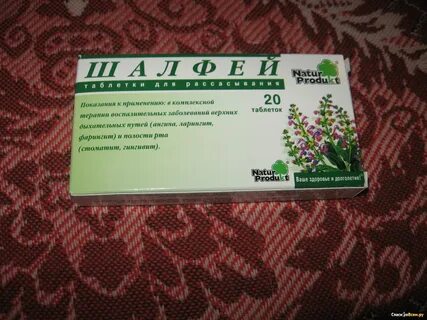 ШАЛФЕЙ
таблетки для рассасывания
Natur
Produkt
20
таблеток
Показания к применению: в комплексной
терапии воспалительных заболеваний верхних
дыхательных путей (ангина, ларингит,
фарингит) и полости рта
(стоматит, гингивит).
Natur
Produkt
Ваше здоровье и долголетие!